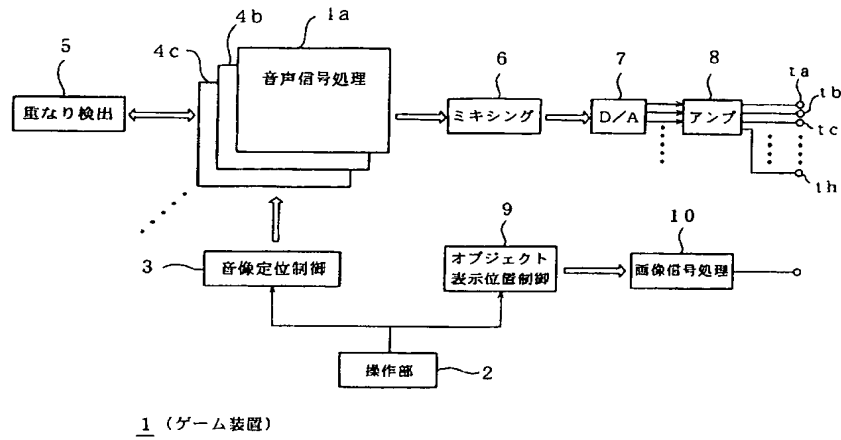 4b
1a
4c
5
音声信号処理
6
7
8
ta
tb
tc
th
重なり検出
ミキシング
D/A
アンプ
9
10
3
音像定位制御
オブジェクト
表示位置制御
画像信号処理
操作部
2
1 (ゲーム装置)